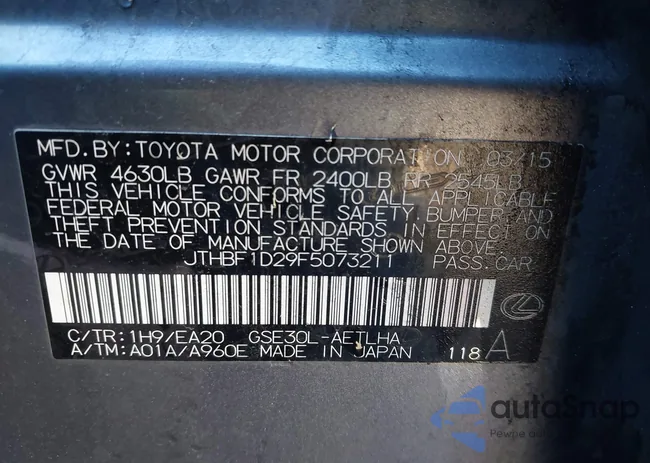 MFD. BY: TOYOTA MOTOR CORPORATION 03/15
GVWR 4630LB GAWR FR 2400LB RR 2545LB
THIS VEHICLE CONFORMS TO ALL APPLICABLE
FEDERAL MOTOR VEHICLE SAFETY, BUMPER AND
THEFT PREVENTION STANDARDS IN EFFECT ON
THE DATE OF MANUFACTURE SHOWN ABOVE.
JTHBF1D29F5073211 PASS. CAR
C/TR: 1H9/EA20 GSE30L-AETLHA
A/TM: A01A/A960E MADE IN JAPAN 118 A
autoSnap
Pewne auto